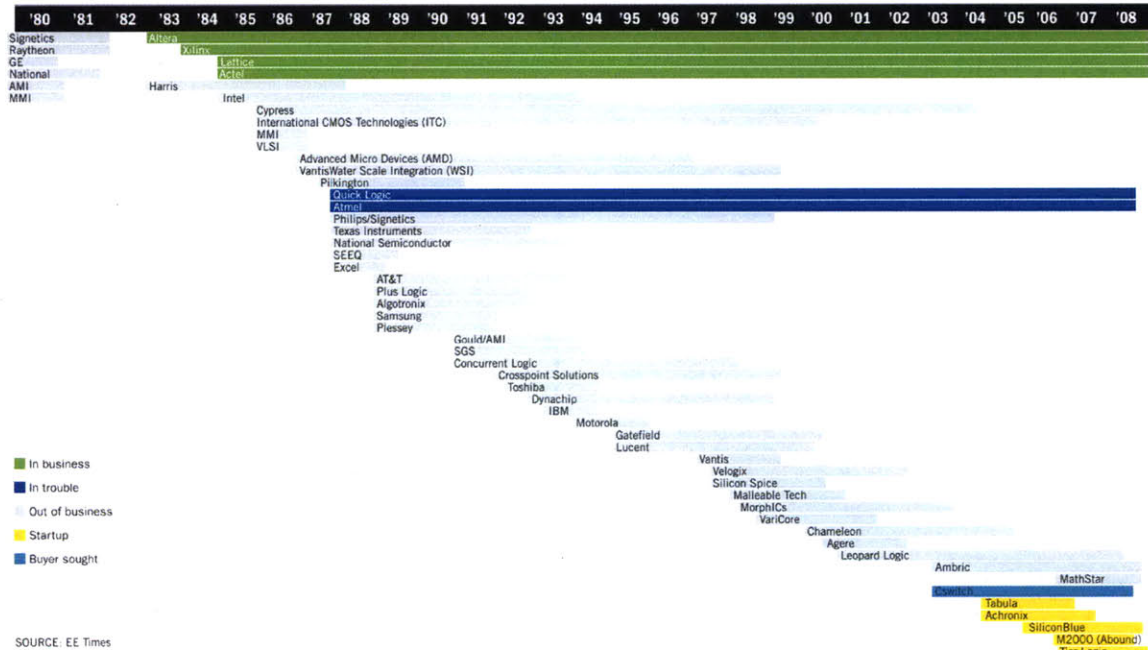 '80 '81 '82 '83 '84 '85 '86 '87 '88 '89 '90 '91 '92 '93 '94 '95 '96 '97 '98 '99 '00 '01 '02 '03 '04 '05 '06 '07 '08
Signetics Altera
Raytheon Xilinx
GE Lattice
National Actel
AMI Harris
MMI Intel
Cypress
International CMOS Technologies (ITC)
MMI
VLSI
Advanced Micro Devices (AMD)
VantisWater Scale Integration (WSI)
Pilkington
Quick Logic
Atmel
Philips/Signetics
Texas Instruments
National Semiconductor
SEEQ
Excel
AT&T
Plus Logic
Algotronix
Samsung
Plessey
Gould/AMI
SGS
Concurrent Logic
Crosspoint Solutions
Toshiba
Dynachip
IBM
Motorola
Gatefield
Lucent
Vantis
Velogix
Silicon Spice
Malleable Tech
MorphICs
VariCore
Chameleon
Agere
Leopard Logic
Ambric
MathStar
Cswitch
Tabula
Achronix
SiliconBlue
M2000 (Abound)
In business
In trouble
Out of business
Startup
Buyer sought
SOURCE: EE Times